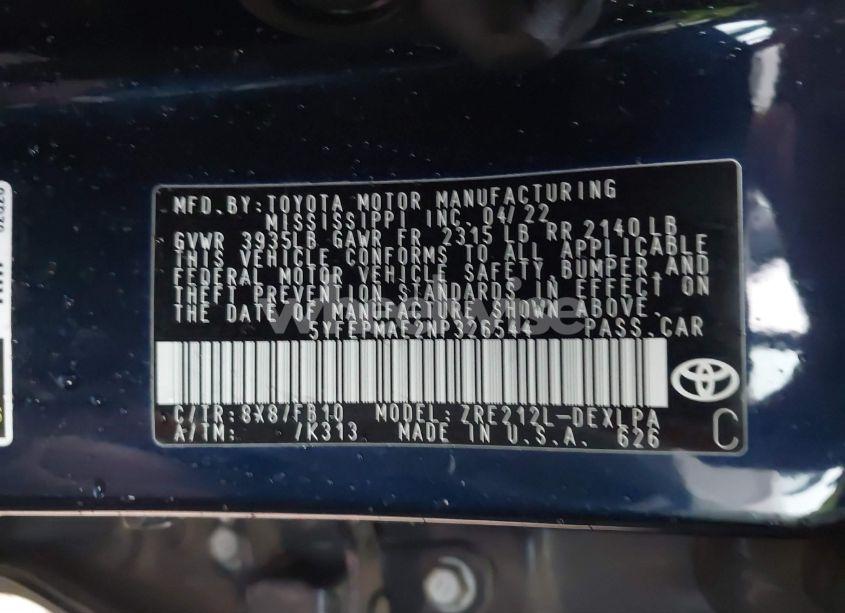 MFD.BY:TOYOTA MOTOR MANUFACTURING
MISSISSIPPI INC. 04/22
GVWR 3935LB GAWR FR 2315 LB RR 2140 LB
THIS VEHICLE CONFORMS TO ALL APPLICABLE
FEDERAL MOTOR VEHICLE SAFETY,BUMPER,AND
THEFT PREVENTION STANDARDS IN EFFECT ON
THE DATE OF MANUFACTURE SHOWN ABOVE.
5YFEPMAE2NP326544 PASS.CAR
C/TR:8X8/FB10 MODEL:ZRE212L-DEXLPA
A/TM: /K313 MADE IN U.S.A. 626
C